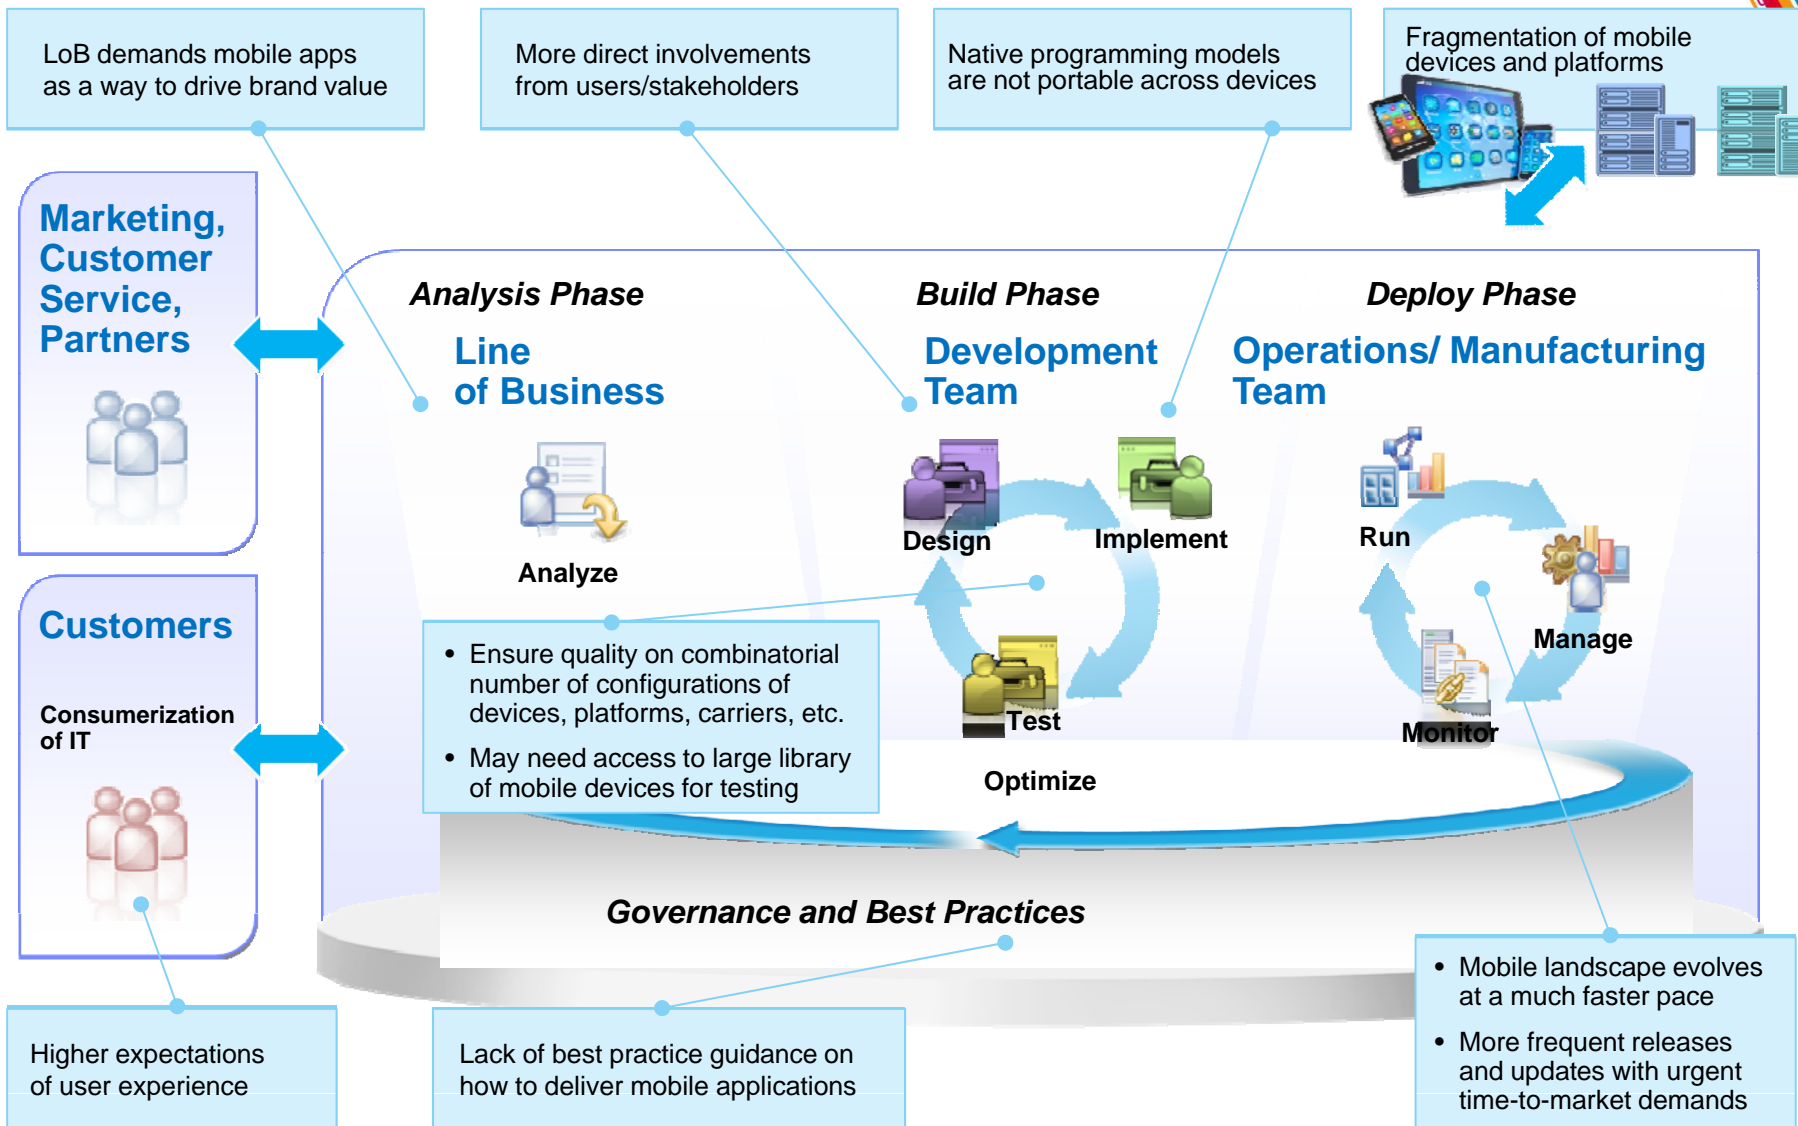 LoB demands mobile apps
as a way to drive brand value
More direct involvements
from users/stakeholders
Native programming models
are not portable across devices
Fragmentation of mobile
devices and platforms
Marketing,
Customer
Service,
Partners
Analysis Phase
Build Phase
Deploy Phase
Line
of Business
Development
Team
Operations/ Manufacturing
Team
Analyze
Design
Implement
Test
Run
Manage
Monitor
Customers
Consumerization
of IT
• Ensure quality on combinatorial
number of configurations of
devices, platforms, carriers, etc.
• May need access to large library
of mobile devices for testing
Optimize
Governance and Best Practices
Higher expectations
of user experience
Lack of best practice guidance on
how to deliver mobile applications
• Mobile landscape evolves
at a much faster pace
• More frequent releases
and updates with urgent
time-to-market demands